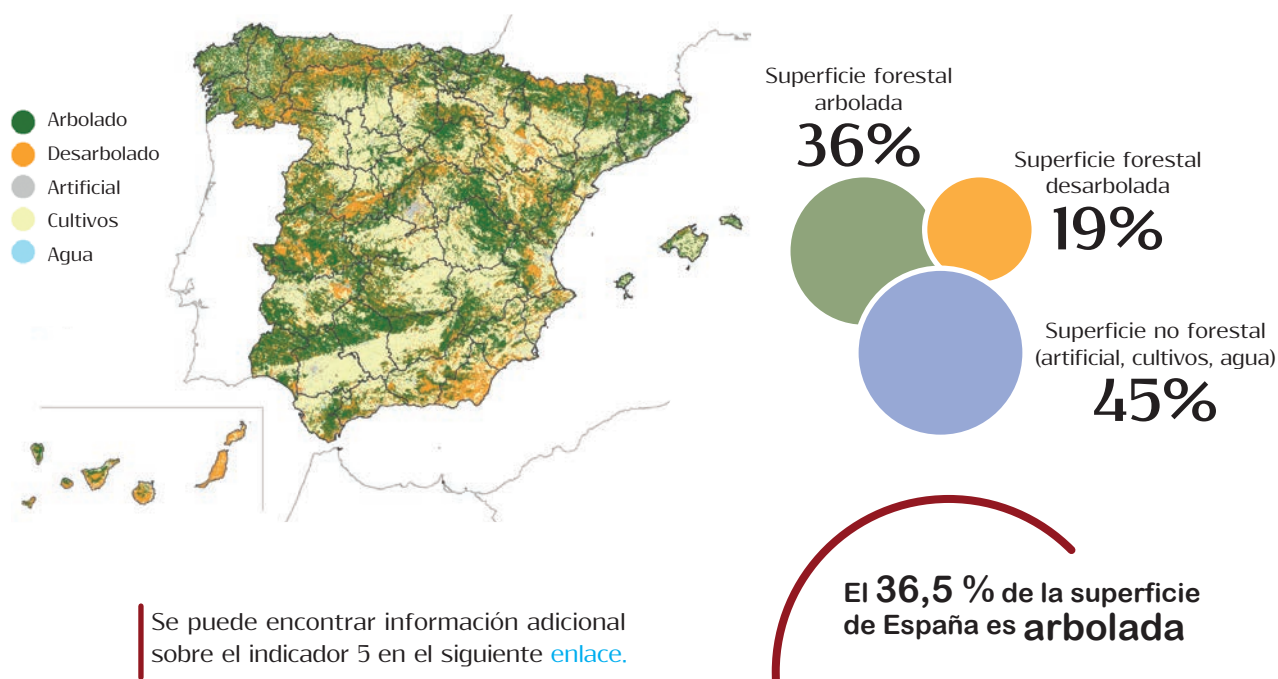 Arbolado
Desarbolado
Artificial
Cultivos
Agua
Superficie forestal
arbolada
36%
Superficie forestal
desarbolada
19%
Superficie no forestal
(artificial, cultivos, agua)
45%
El 36,5 % de la superficie
de España es arbolada
Se puede encontrar información adicional
sobre el indicador 5 en el siguiente enlace.